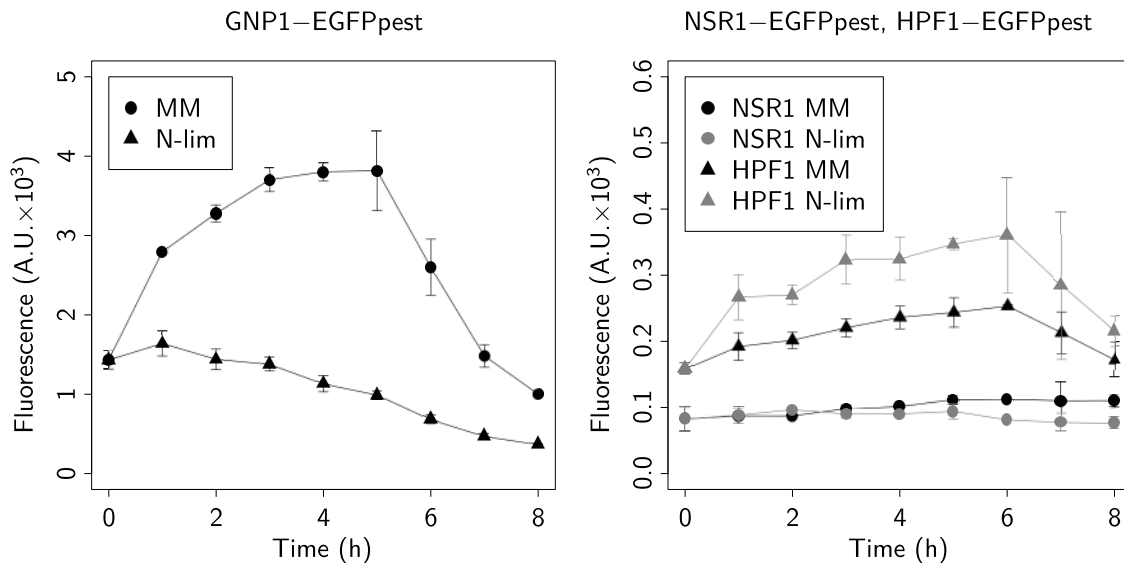 GNP1−EGFPpest
5
4
3
2
1
0
Fluorescence (A.U.×10³)
MM
N-lim
0 2 4 6 8
Time (h)
NSR1−EGFPpest, HPF1−EGFPpest
0.6
0.5
0.4
0.3
0.2
0.1
0.0
Fluorescence (A.U.×10³)
NSR1 MM
NSR1 N-lim
HPF1 MM
HPF1 N-lim
0 2 4 6 8
Time (h)